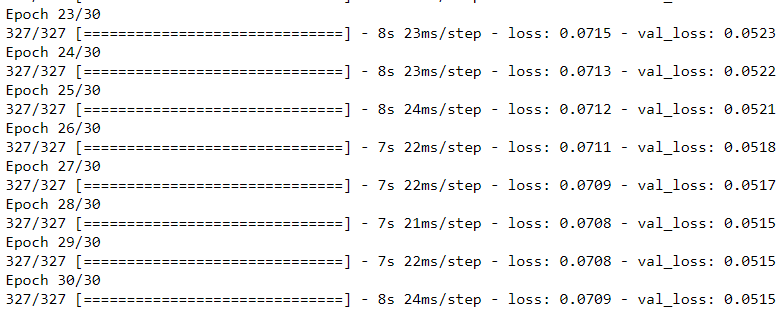 Epoch 23/30
327/327 [==============================] - 8s 23ms/step - loss: 0.0715 - val_loss: 0.0523
Epoch 24/30
327/327 [==============================] - 8s 23ms/step - loss: 0.0713 - val_loss: 0.0522
Epoch 25/30
327/327 [==============================] - 8s 24ms/step - loss: 0.0712 - val_loss: 0.0521
Epoch 26/30
327/327 [==============================] - 7s 22ms/step - loss: 0.0711 - val_loss: 0.0518
Epoch 27/30
327/327 [==============================] - 7s 22ms/step - loss: 0.0709 - val_loss: 0.0517
Epoch 28/30
327/327 [==============================] - 7s 21ms/step - loss: 0.0708 - val_loss: 0.0515
Epoch 29/30
327/327 [==============================] - 7s 22ms/step - loss: 0.0708 - val_loss: 0.0515
Epoch 30/30
327/327 [==============================] - 8s 24ms/step - loss: 0.0709 - val_loss: 0.0515